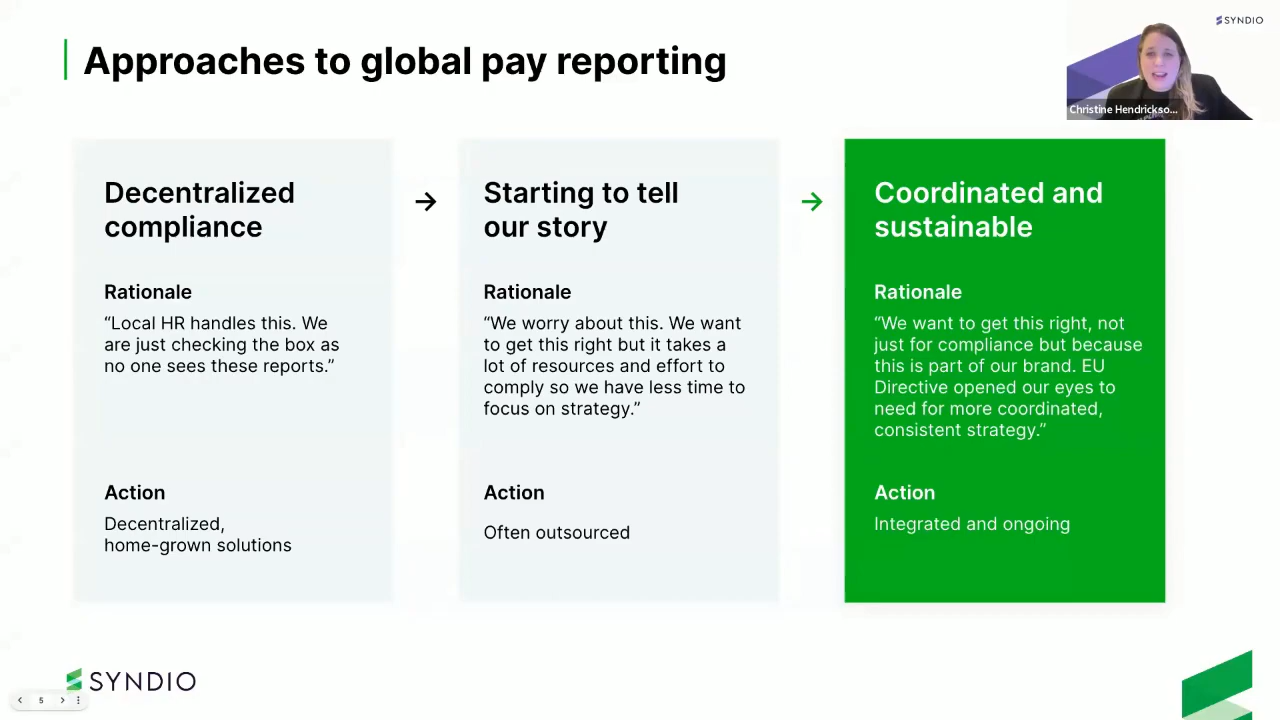 Approaches to global pay reporting
SYNDIO
Christine Hendrickso...
Decentralized
compliance
Rationale
“Local HR handles this. We
are just checking the box as
no one sees these reports.”
Action
Decentralized,
home-grown solutions
→
Starting to tell
our story
Rationale
“We worry about this. We want
to get this right but it takes a
lot of resources and effort to
comply so we have less time to
focus on strategy.”
Action
Often outsourced
→
Coordinated and
sustainable
Rationale
“We want to get this right, not
just for compliance but because
this is part of our brand. EU
Directive opened our eyes to
need for more coordinated,
consistent strategy.”
Action
Integrated and ongoing
SYNDIO
5